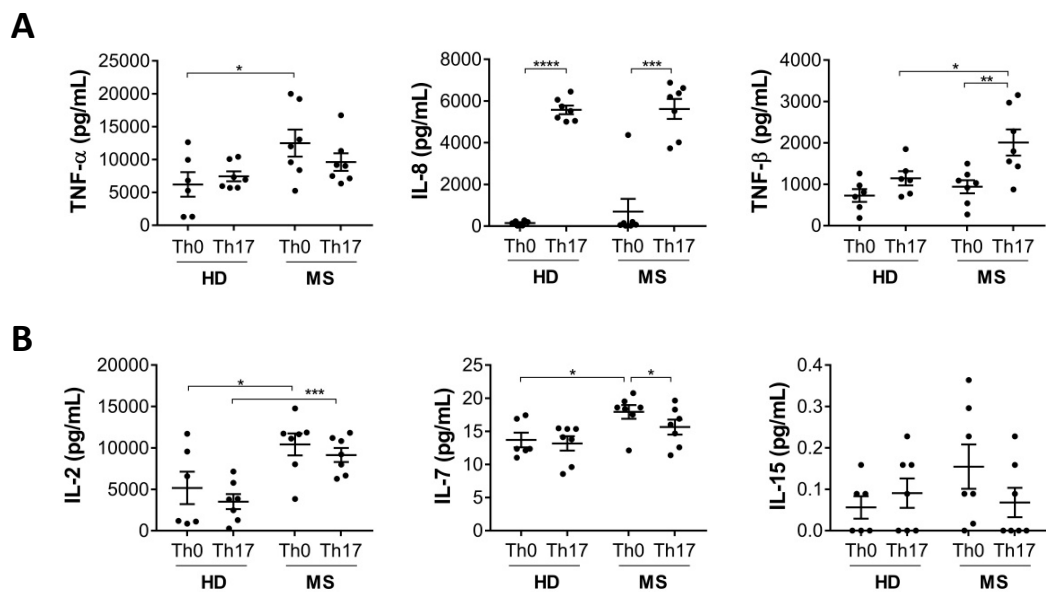 A
TNF-α (pg/mL)
25000
20000
15000
10000
5000
0
*
Th0 Th17 Th0 Th17
HD MS
IL-8 (pg/mL)
8000
6000
4000
2000
0
**** ***
Th0 Th17 Th0 Th17
HD MS
TNF-β (pg/mL)
4000
3000
2000
1000
0
*
**
Th0 Th17 Th0 Th17
HD MS
B
IL-2 (pg/mL)
20000
15000
10000
5000
0
*
***
Th0 Th17 Th0 Th17
HD MS
IL-7 (pg/mL)
25
20
15
10
5
0
* *
Th0 Th17 Th0 Th17
HD MS
IL-15 (pg/mL)
0.4
0.3
0.2
0.1
0.0
Th0 Th17 Th0 Th17
HD MS